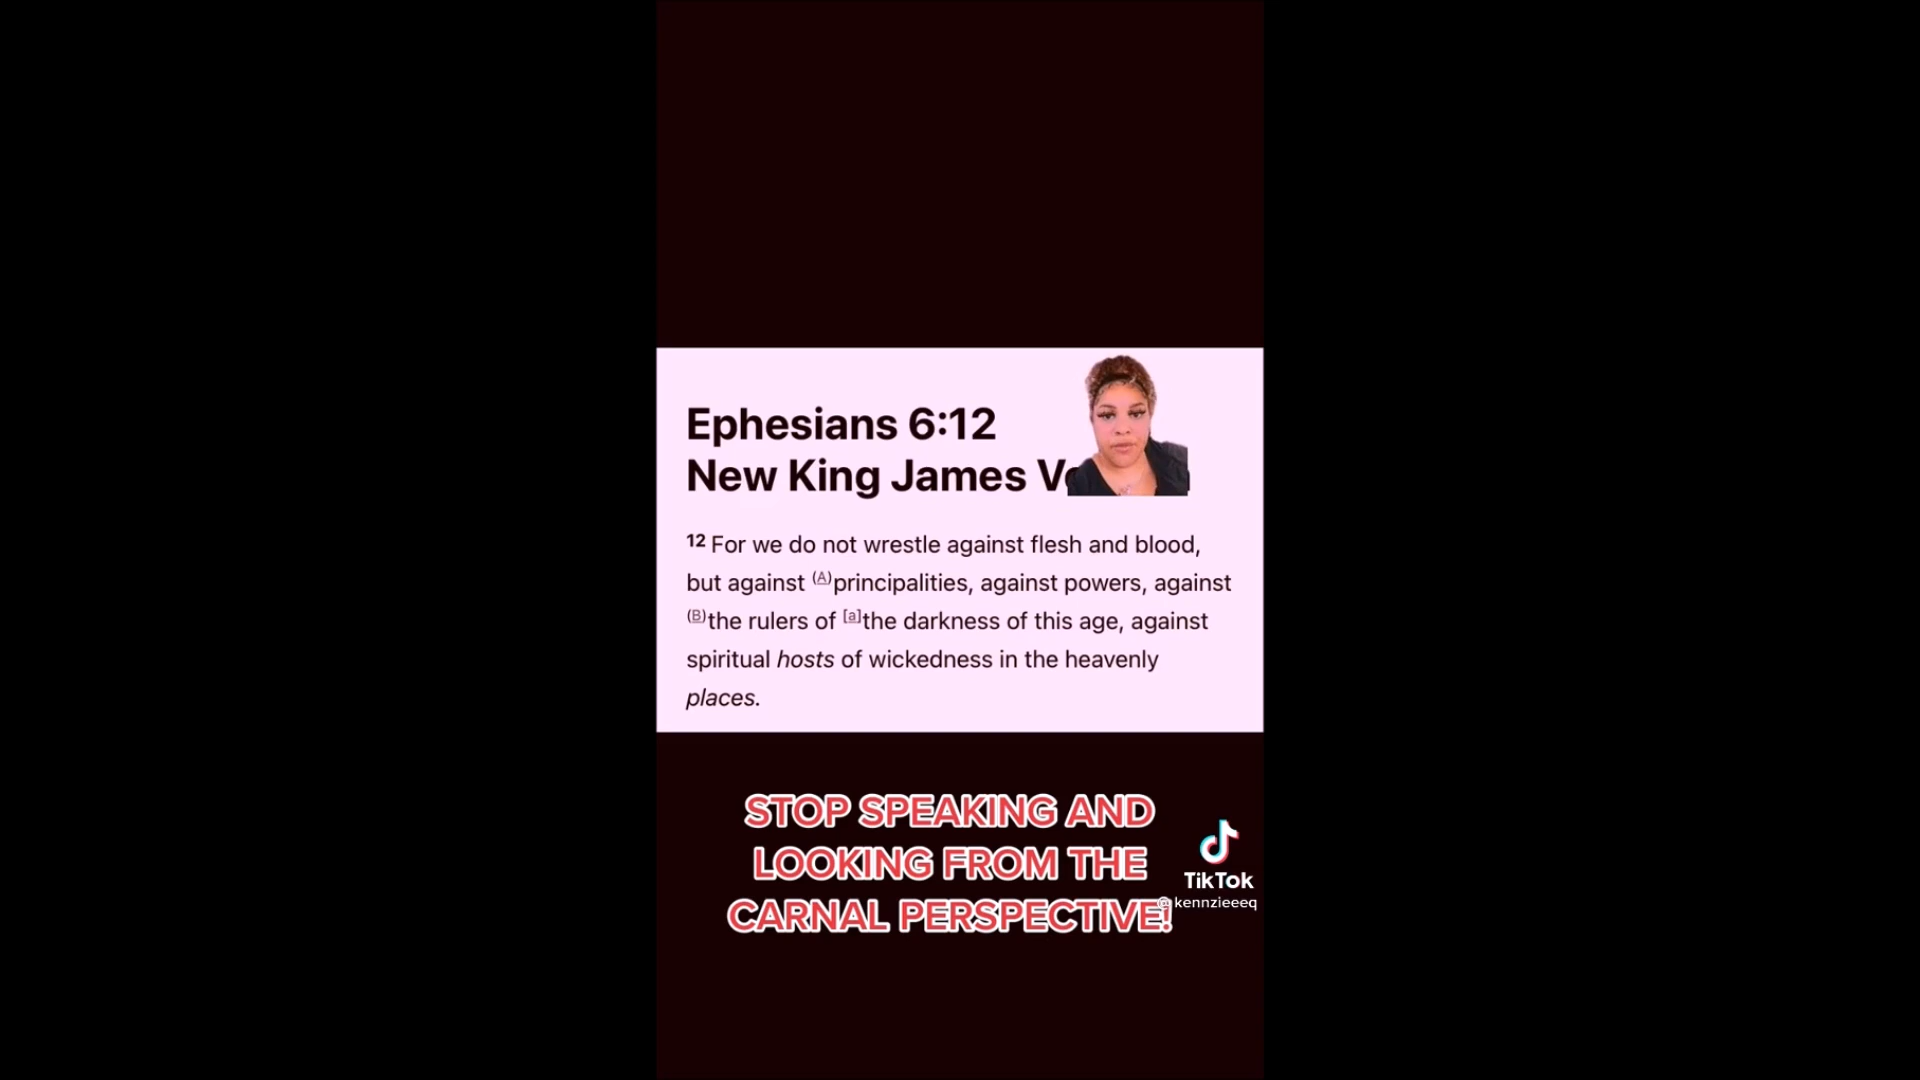 Ephesians 6:12
New King James
12 For we do not wrestle against flesh and blood,
but against (A)principalities, against powers, against
(B)the rulers of [a]the darkness of this age, against
spiritual hosts of wickedness in the heavenly
places.
STOP SPEAKING AND
LOOKING FROM THE
CARNAL PERSPECTIVE!
TikTok
@kennzieeeq